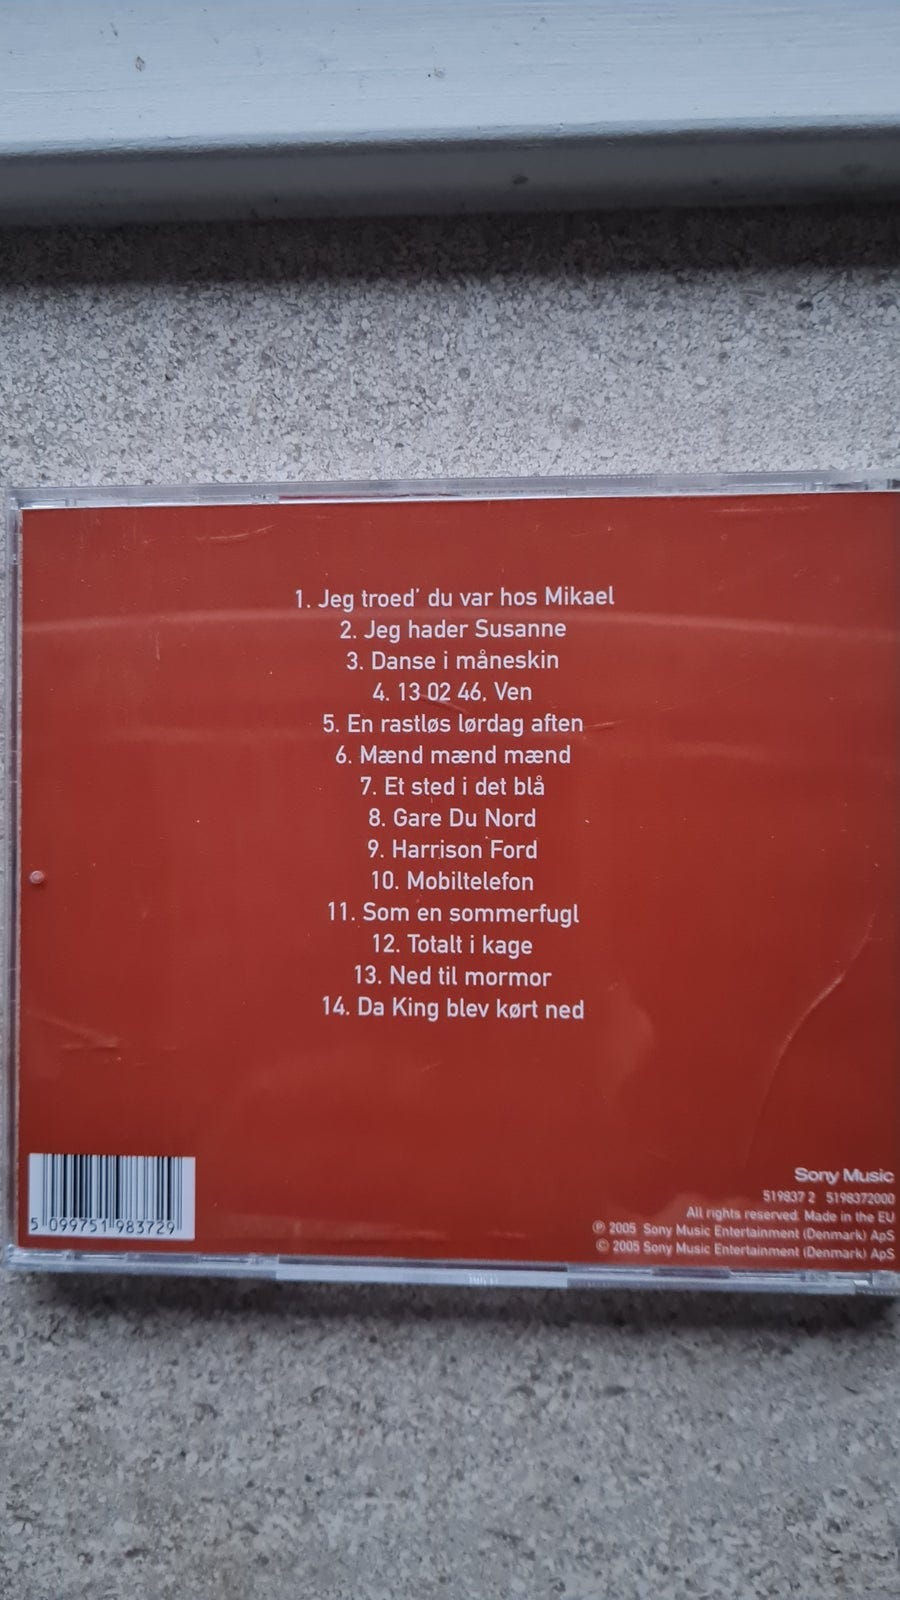 1. Jeg troed' du var hos Mikael
2. Jeg hader Susanne
3. Danse i måneskin
4. 13 02 46, Ven
5. En rastløs lørdag aften
6. Mænd mænd mænd
7. Et sted i det blå
8. Gare Du Nord
9. Harrison Ford
10. Mobiltelefon
11. Som en sommerfugl
12. Totalt i kage
13. Ned til mormor
14. Da King blev kørt ned
5 099751 983729
Sony Music
519837 2 5198372000
All rights reserved. Made in the EU
℗ 2005 Sony Music Entertainment (Denmark) ApS
© 2005 Sony Music Entertainment (Denmark) ApS